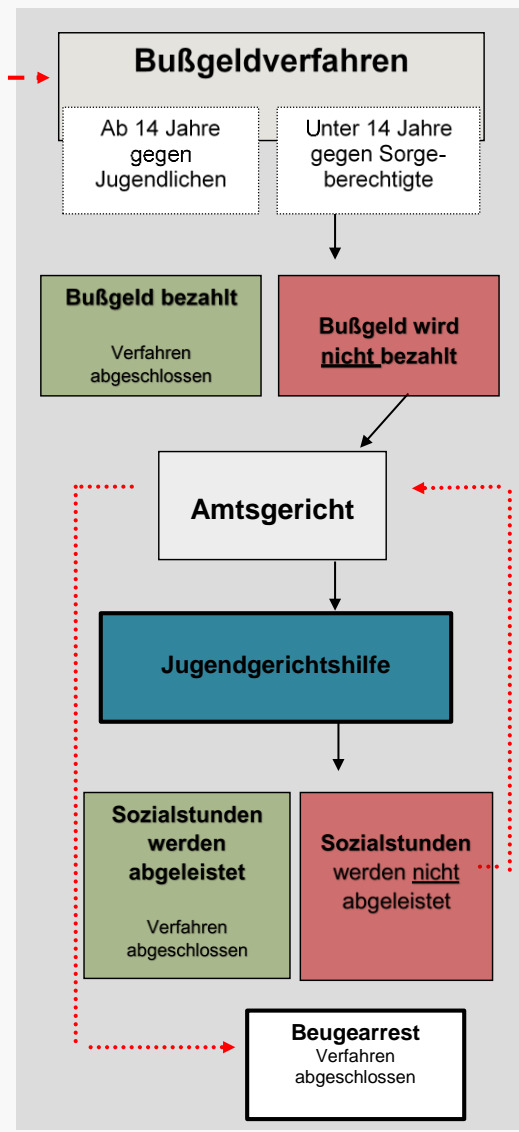 Bußgeldverfahren
Ab 14 Jahre
gegen
Jugendlichen
Unter 14 Jahre
gegen Sorge-
berechtigte
Bußgeld bezahlt
Verfahren
abgeschlossen
Bußgeld wird
nicht bezahlt
Amtsgericht
Jugendgerichtshilfe
Sozialstunden
werden
abgeleistet
Verfahren
abgeschlossen
Sozialstunden
werden nicht
abgeleistet
Beugearrest
Verfahren
abgeschlossen